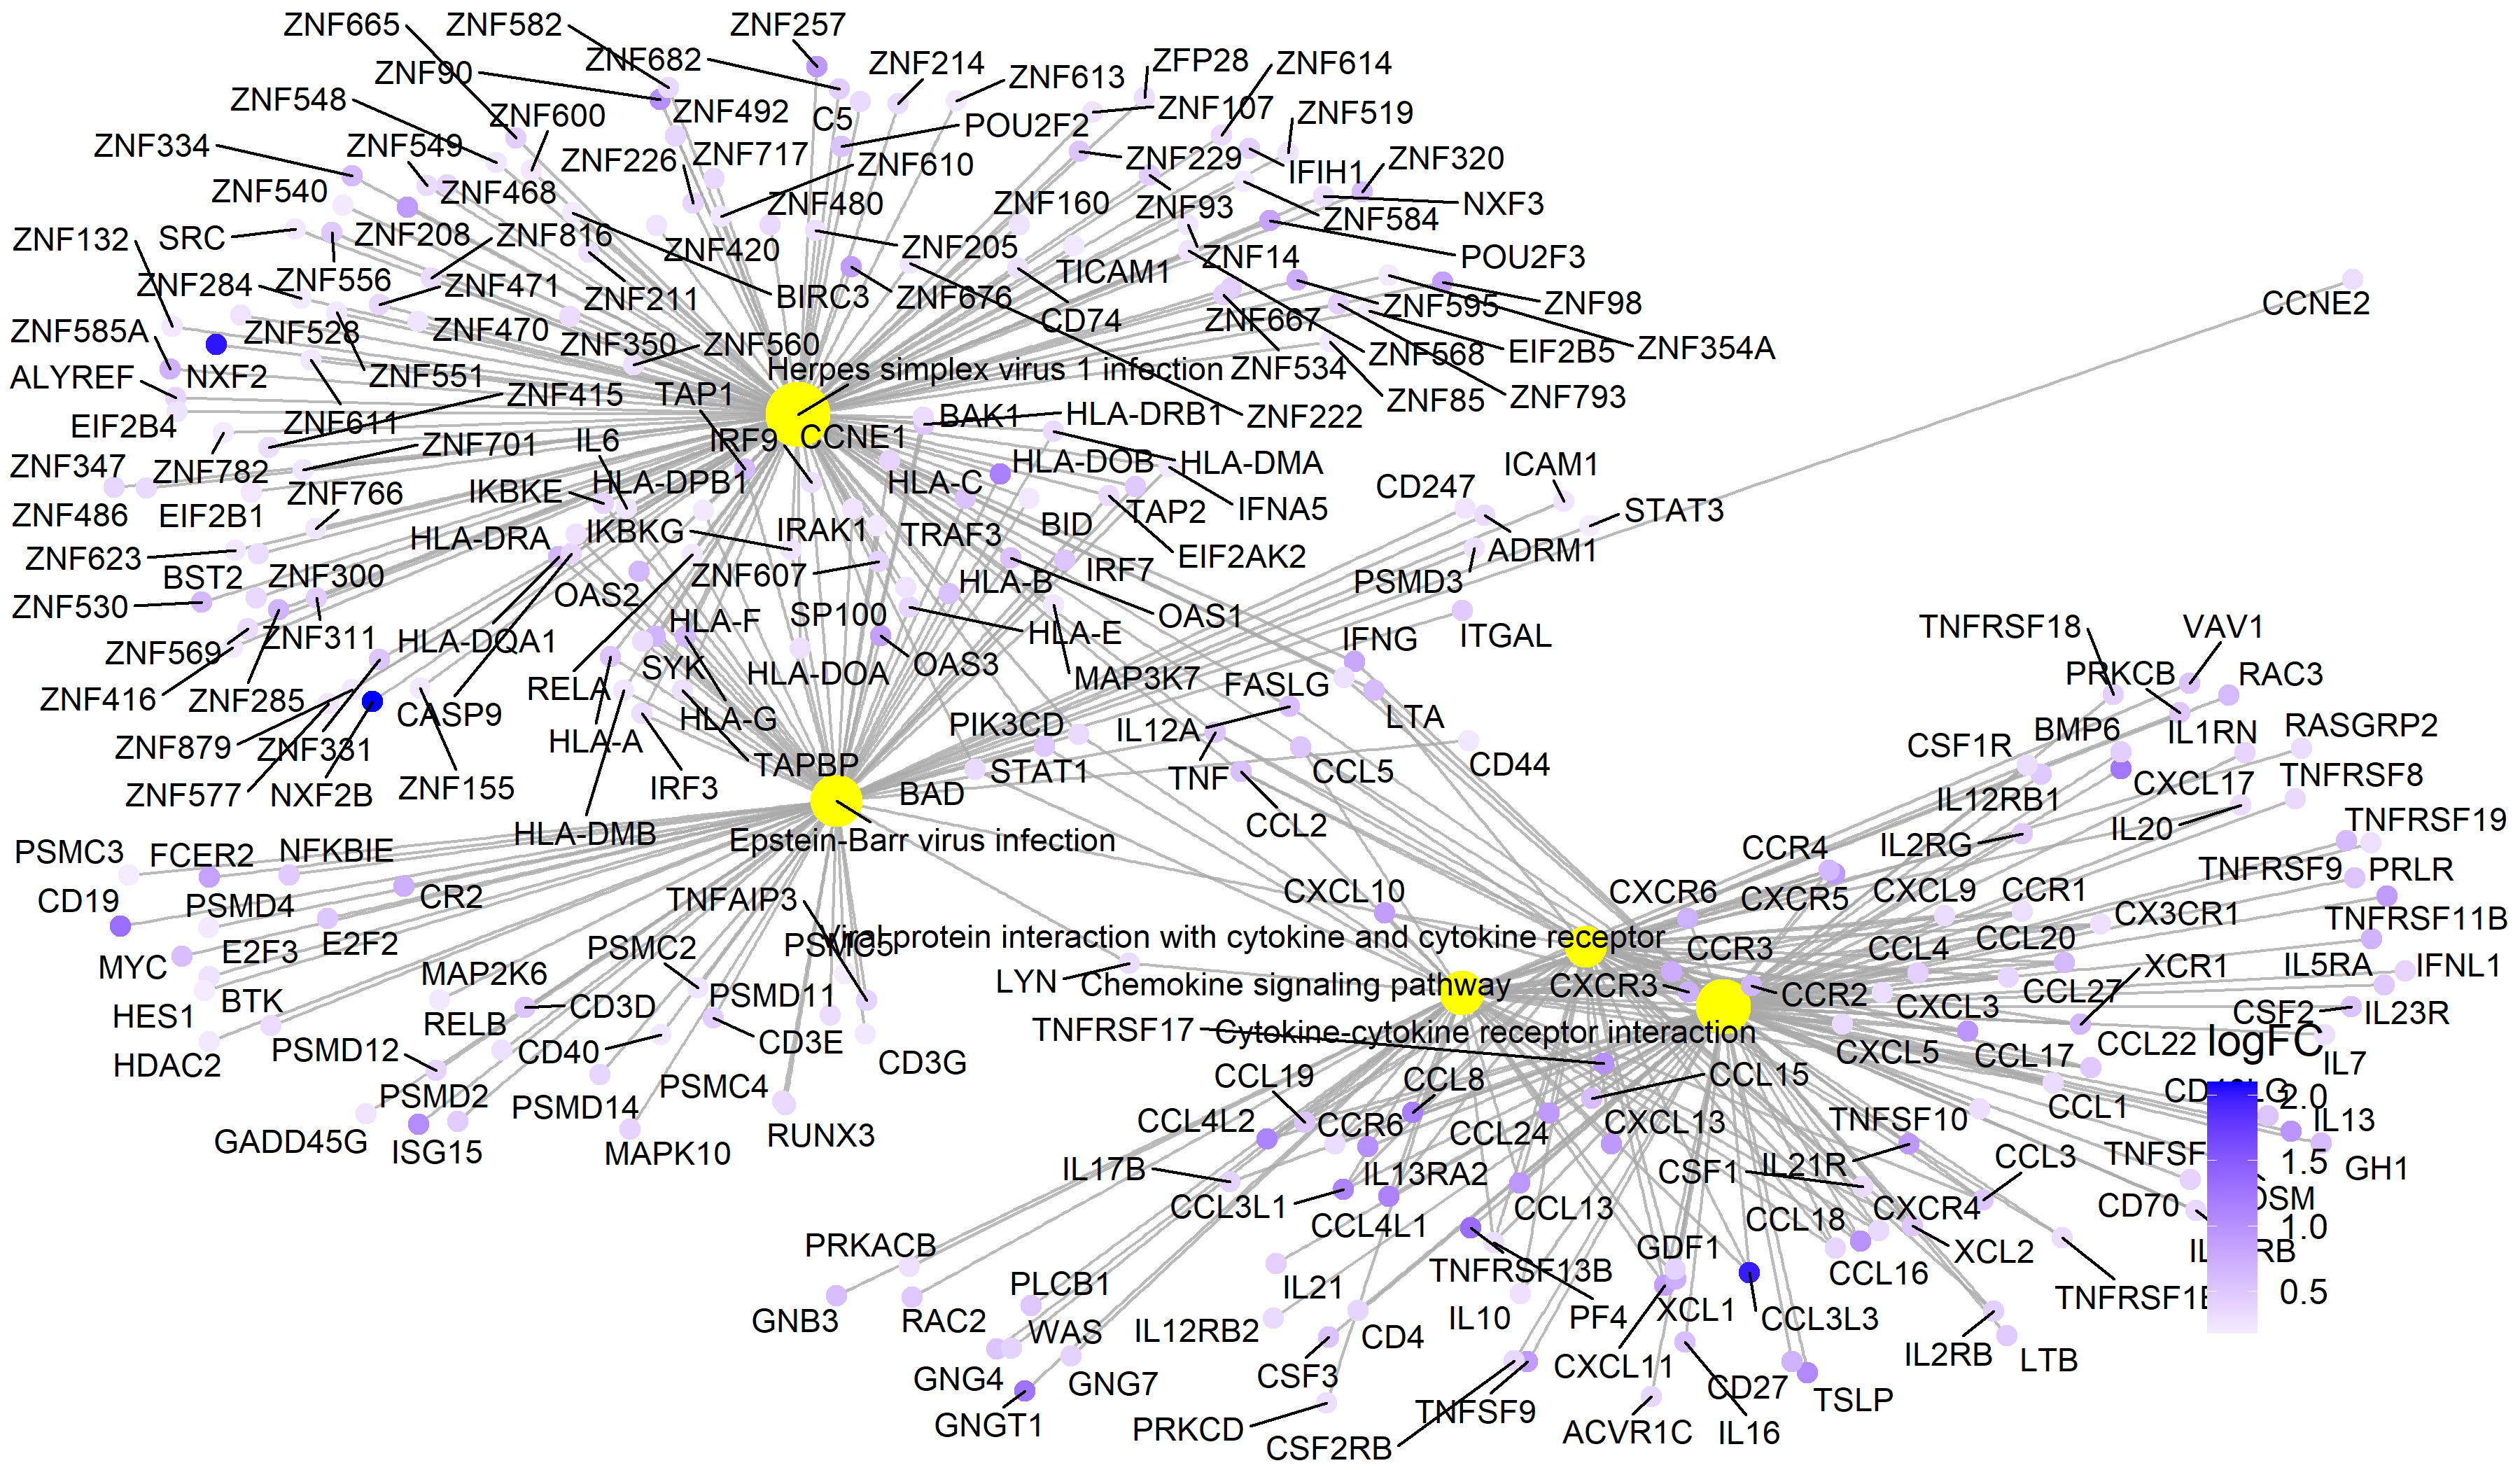 ZNF665
ZNF582
ZNF257
ZNF90
ZNF682
ZNF214
ZNF613
ZFP28
ZNF614
ZNF548
ZNF600
ZNF492
C5
POU2F2
ZNF107
ZNF519
ZNF334
ZNF549
ZNF226
ZNF717
ZNF610
ZNF229
IFIH1
ZNF320
ZNF540
ZNF468
ZNF480
ZNF160
ZNF93
ZNF584
NXF3
ZNF132
SRC
ZNF208
ZNF816
ZNF420
ZNF205
TICAM1
ZNF14
POU2F3
ZNF284
ZNF556
ZNF471
ZNF211
BIRC3
ZNF676
CD74
ZNF667
ZNF595
ZNF98
CCNE2
ZNF585A
ZNF528
ZNF470
ZNF350
ZNF560
ZNF568
EIF2B5
ZNF354A
ALYREF
NXF2
ZNF551
Herpes simplex virus 1 infection
ZNF534
EIF2B4
ZNF611
ZNF415
TAP1
BAK1
HLA-DRB1
ZNF222
ZNF85
ZNF793
ZNF347
ZNF782
ZNF701
IL6
IRF9
CCNE1
HLA-DOB
HLA-DMA
ICAM1
ZNF486
EIF2B1
ZNF766
IKBKE
HLA-DPB1
HLA-C
BID
TAP2
IFNA5
CD247
STAT3
ZNF623
BST2
ZNF300
HLA-DRA
IKBKG
IRAK1
TRAF3
EIF2AK2
ADRM1
ZNF530
ZNF607
HLA-B
IRF7
PSMD3
OAS2
ZNF569
ZNF311
HLA-DQA1
HLA-F
SP100
HLA-E
OAS1
IFNG
ITGAL
TNFRSF18
VAV1
ZNF416
ZNF285
CASP9
RELA
SYK
HLA-DOA
OAS3
MAP3K7
FASLG
PRKCB
RAC3
ZNF879
ZNF331
HLA-A
HLA-G
PIK3CD
IL12A
LTA
CSF1R
BMP6
IL1RN
RASGRP2
ZNF577
NXF2B
ZNF155
IRF3
TAPBP
BAD
STAT1
TNF
CCL5
CD44
IL12RB1
CXCL17
TNFRSF8
HLA-DMB
Epstein-Barr virus infection
CCL2
IL2RG
IL20
TNFRSF19
PSMC3
FCER2
NFKBIE
CCR4
TNFRSF9
PRLR
CD19
PSMD4
CR2
TNFAIP3
CXCL10
CXCR6
CXCR5
CXCL9
CCR1
CX3CR1
TNFRSF11B
MYC
E2F3
E2F2
PSMC2
PSMC5
Viral protein interaction with cytokine and cytokine receptor
CCR3
CCL4
CCL20
XCR1
IL5RA
IFNL1
HES1
BTK
MAP2K6
CD3D
PSMD11
LYN
Chemokine signaling pathway
CXCR3
CCR2
CXCL3
CCL27
CSF2
IL23R
HDAC2
PSMD12
RELB
CD40
CD3E
CD3G
TNFRSF17
Cytokine-cytokine receptor interaction
CXCL5
CCL17
CCL22
logFC
IL7
PSMD2
PSMD14
PSMC4
CCL19
CCL8
CCL15
CCL1
2.0
GADD45G
ISG15
MAPK10
RUNX3
CCL4L2
CCR6
CCL24
CXCL13
TNFSF10
IL13
IL17B
IL13RA2
CSF1
IL21R
CCL3
1.5
GH1
CCL3L1
CCL4L1
CCL13
CCL18
CXCR4
CD70
PRKACB
GDF1
XCL2
1.0
GNB3
RAC2
PLCB1
IL21
TNFRSF13B
CCL16
0.5
WAS
IL12RB2
IL10
PF4
XCL1
CCL3L3
GNG4
GNG7
CSF3
CD4
CXCL11
IL2RB
LTB
GNGT1
PRKCD
CSF2RB
TNFSF9
ACVR1C
CD27
IL16
TSLP